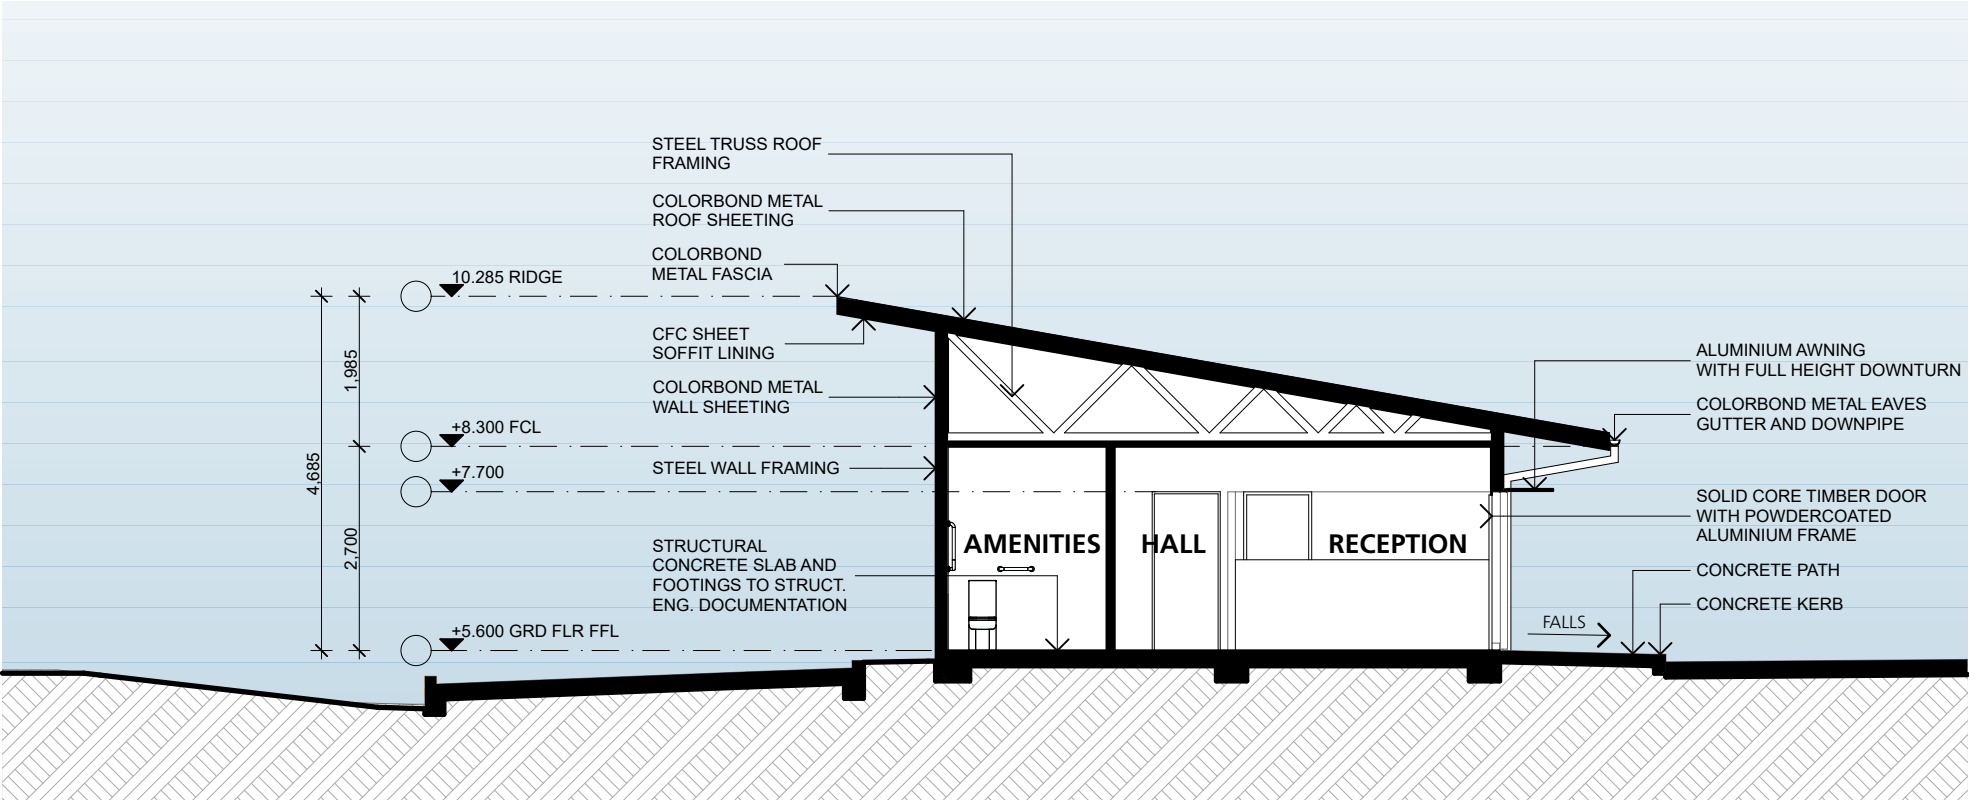 STEEL TRUSS ROOF
FRAMING
COLORBOND METAL
ROOF SHEETING
COLORBOND
METAL FASCIA
10.285 RIDGE
CFC SHEET
SOFFIT LINING
1,985
ALUMINIUM AWNING
WITH FULL HEIGHT DOWNTURN
COLORBOND METAL
WALL SHEETING
COLORBOND METAL EAVES
GUTTER AND DOWNPIPE
+8.300 FCL
4,685
+7.700
STEEL WALL FRAMING
SOLID CORE TIMBER DOOR
WITH POWDERCOATED
ALUMINIUM FRAME
2,700
STRUCTURAL
CONCRETE SLAB AND
FOOTINGS TO STRUCT.
ENG. DOCUMENTATION
AMENITIES
HALL
RECEPTION
CONCRETE PATH
CONCRETE KERB
FALLS
+5.600 GRD FLR FFL